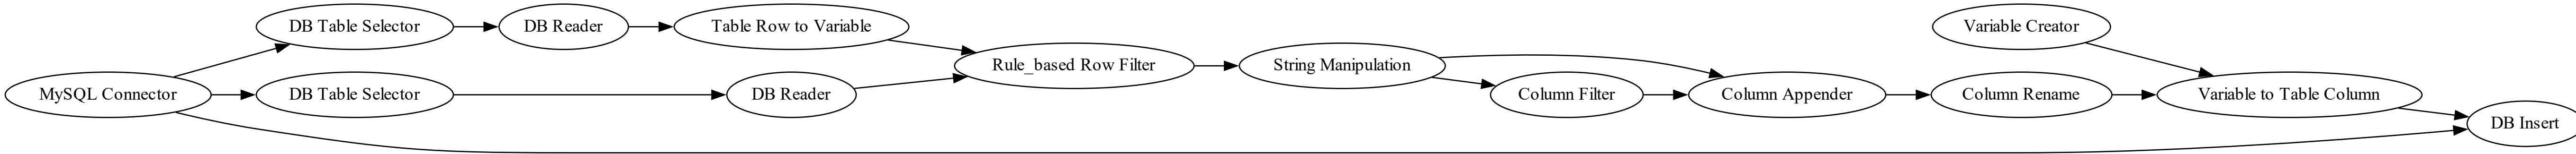 DB Table Selector
DB Reader
Table Row to Variable
Variable Creator
Rule_based Row Filter
String Manipulation
MySQL Connector
DB Table Selector
DB Reader
Column Filter
Column Appender
Column Rename
Variable to Table Column
DB Insert